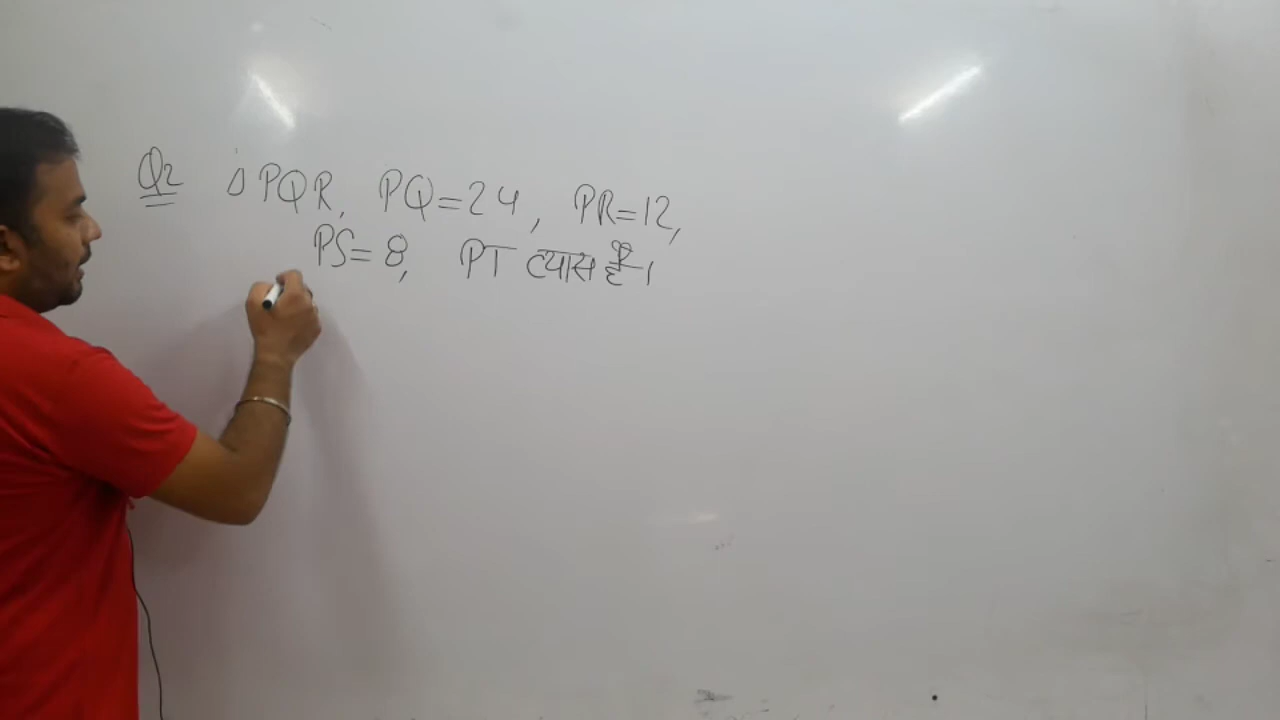 Q2 Δ PQR, PQ=24, PR=12,
PS=8, PT व्यास है।